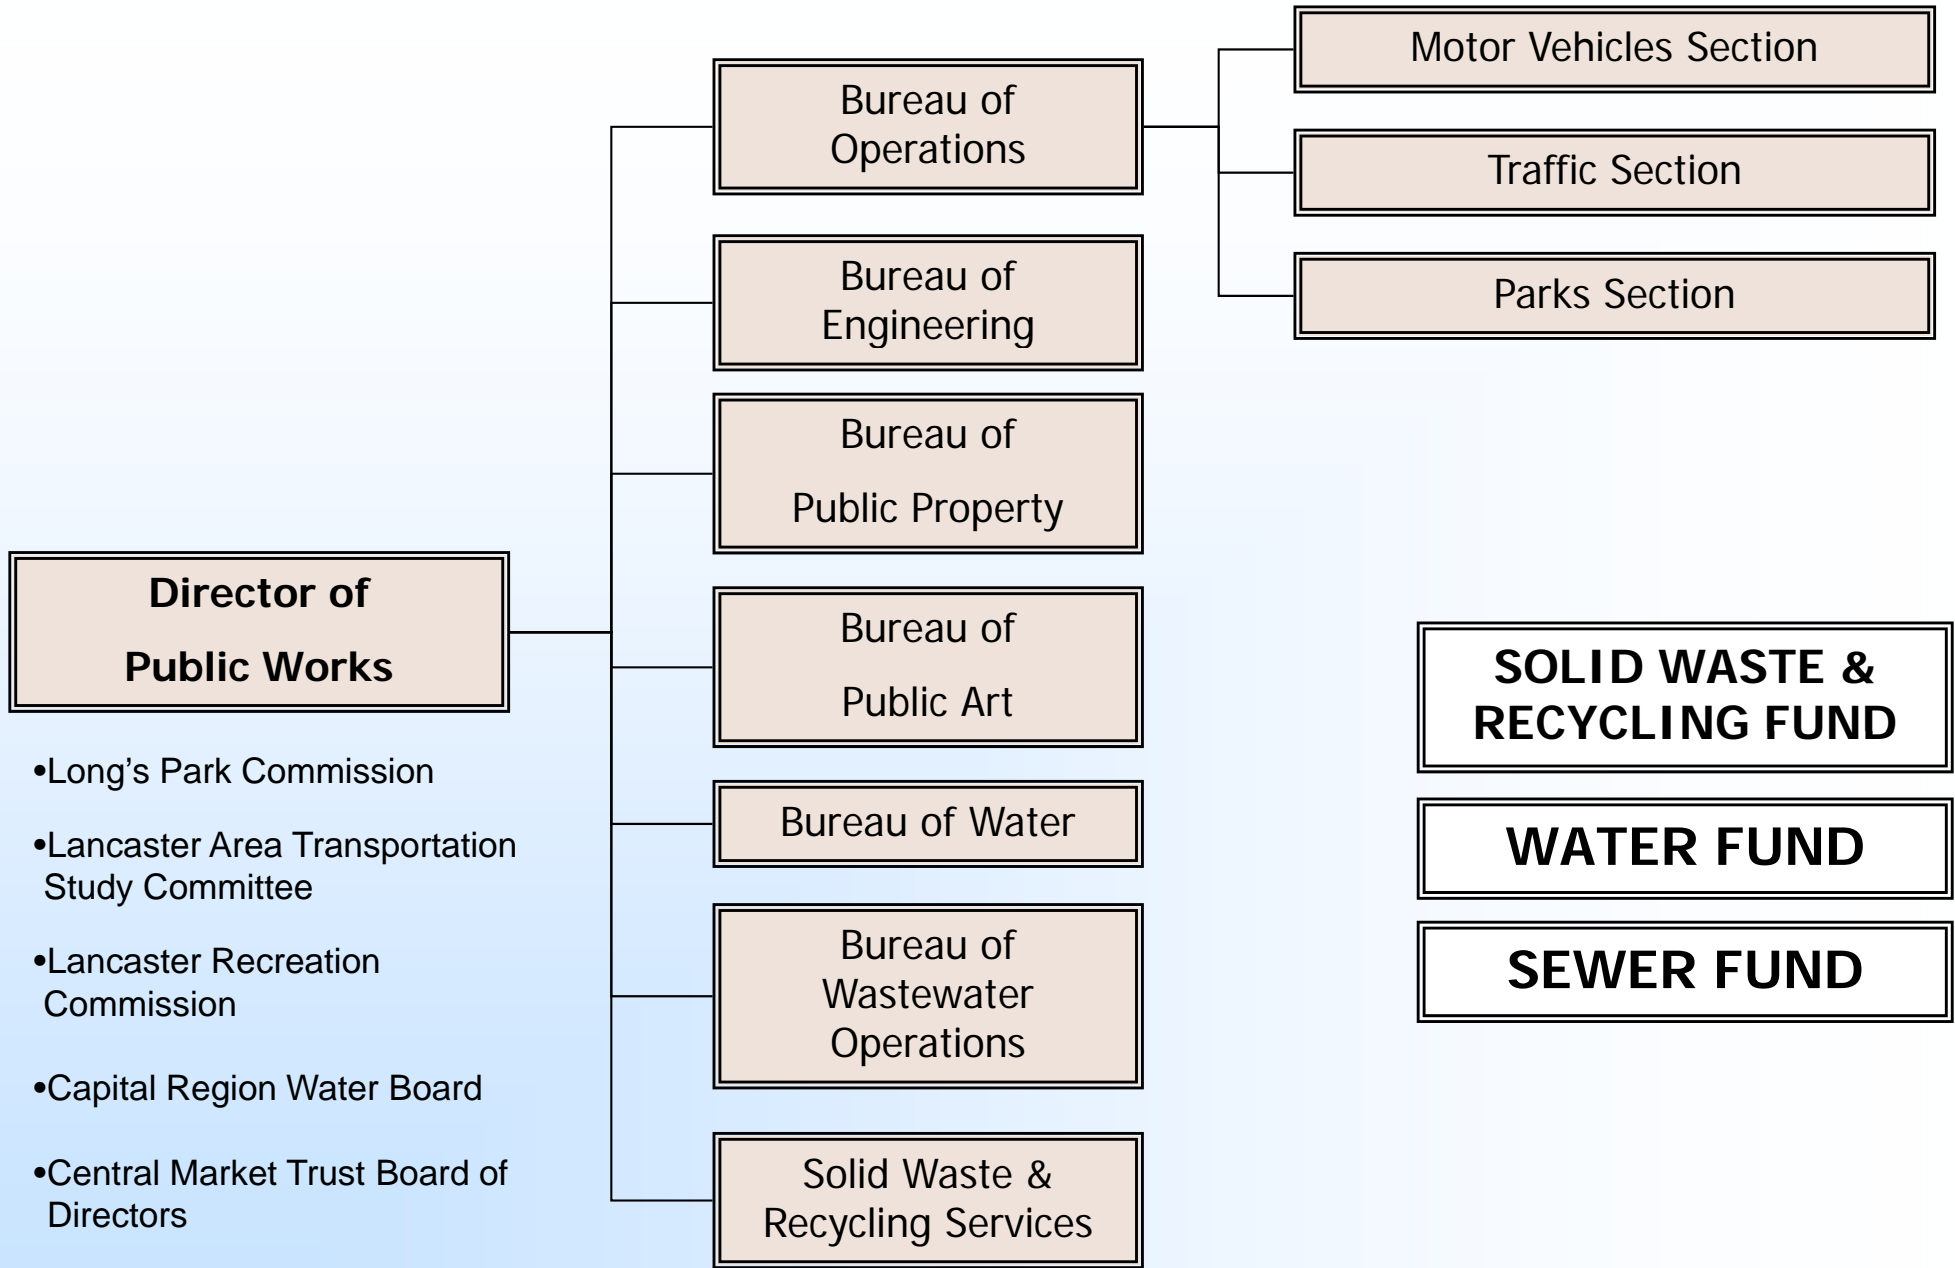 Motor Vehicles Section
Bureau of
Operations
Traffic Section
Parks Section
Bureau of
Engineering
Bureau of
Public Property
Director of
Public Works
Bureau of
Public Art
•Long’s Park Commission
•Lancaster Area Transportation
Study Committee
•Lancaster Recreation
Commission
•Capital Region Water Board
•Central Market Trust Board of
Directors
Bureau of Water
Bureau of
Wastewater
Operations
Solid Waste &
Recycling Services
SOLID WASTE &
RECYCLING FUND
WATER FUND
SEWER FUND